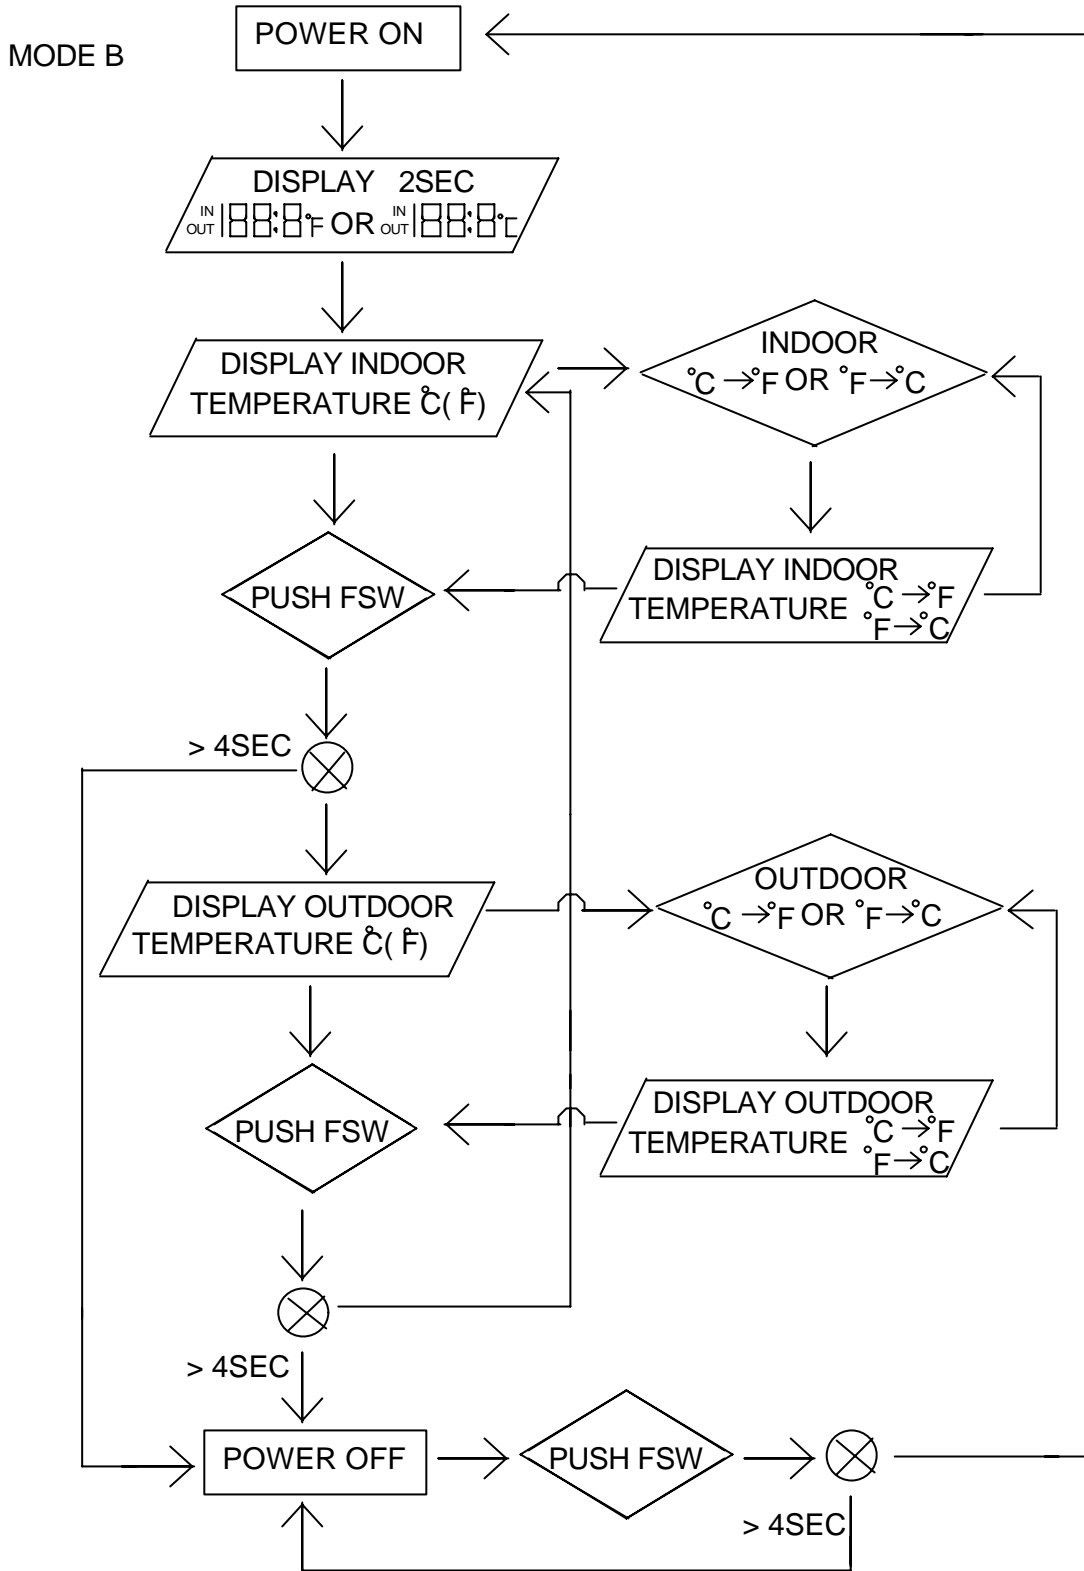 POWER ON
MODE B
DISPLAY 2SEC
IN OUT 188:8°F OR IN OUT 188:8°C
DISPLAY INDOOR
TEMPERATURE °C( °F)
INDOOR
°C →°F OR °F→°C
PUSH FSW
DISPLAY INDOOR
TEMPERATURE °C →°F
°F→°C
> 4SEC
DISPLAY OUTDOOR
TEMPERATURE °C( °F)
OUTDOOR
°C →°F OR °F→°C
PUSH FSW
DISPLAY OUTDOOR
TEMPERATURE °C →°F
°F→°C
> 4SEC
POWER OFF
PUSH FSW
> 4SEC